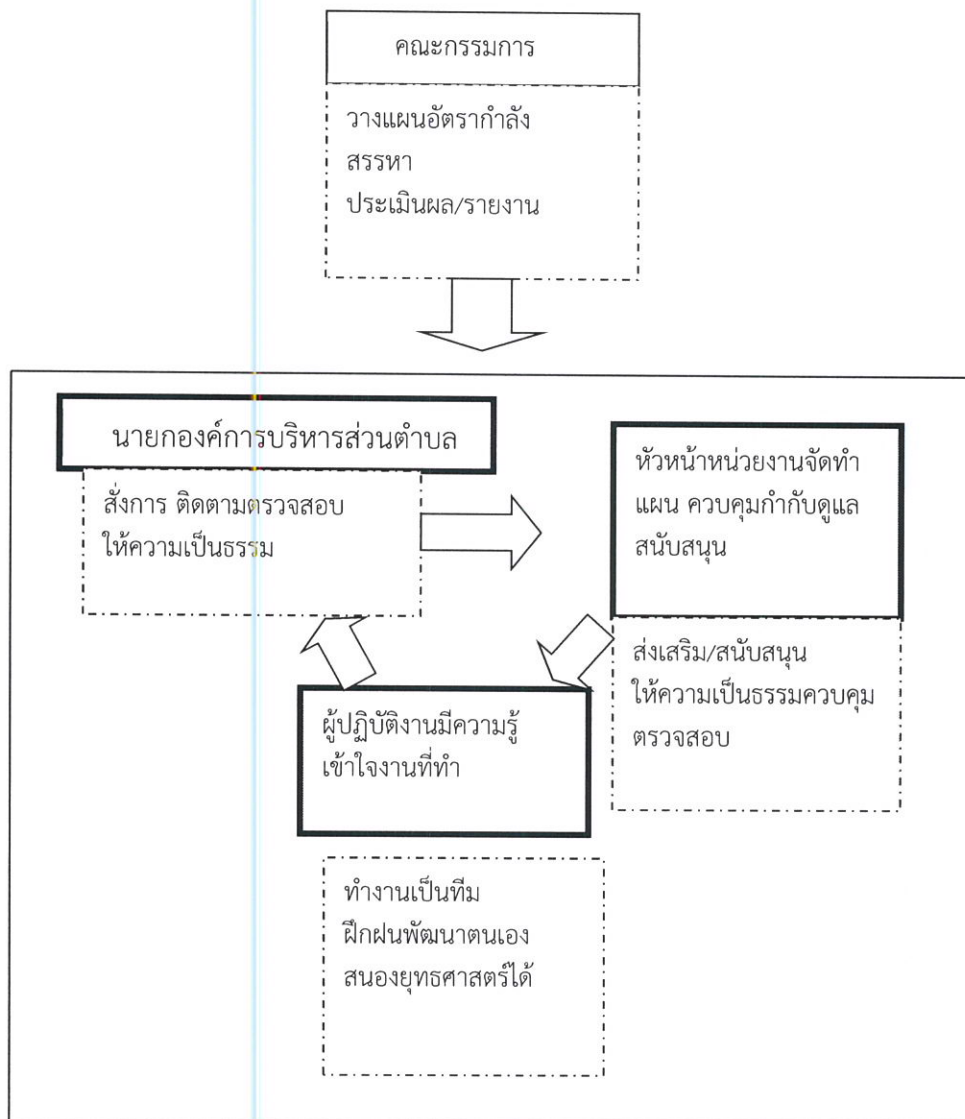 คณะกรรมการ
วางแผนอัตรากำลัง
สรรหา
ประเมินผล/รายงาน
นายกองค์การบริหารส่วนตำบล
สั่งการ ติดตามตรวจสอบ
ให้ความเป็นธรรม
หัวหน้าหน่วยงานจัดทำ
แผน ควบคุมกำกับดูแล
สนับสนุน
ส่งเสริม/สนับสนุน
ให้ความเป็นธรรมควบคุม
ตรวจสอบ
ผู้ปฏิบัติงานมีความรู้
เข้าใจงานที่ทำ
ทำงานเป็นทีม
ฝึกฝนพัฒนาตนเอง
สนองยุทธศาสตร์ได้